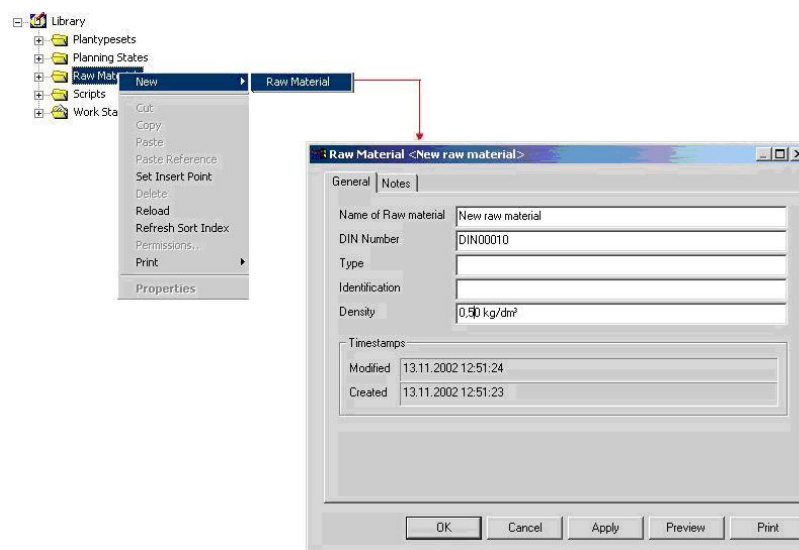 Library
Plantypesets
Planning States
Raw Mat
Scripts
Work Sta
New
Raw Material
Cut
Copy
Paste
Paste Reference
Set Insert Point
Delete
Reload
Refresh Sort Index
Permissions..
Print
Properties
Raw Material <New raw material>
General Notes
Name of Raw material New raw material
DIN Number DIN00010
Type
Identification
Density 0,50 kg/dm³
Timestamps
Modified 13.11.2002 12:51:24
Created 13.11.2002 12:51:23
OK Cancel Apply Preview Print